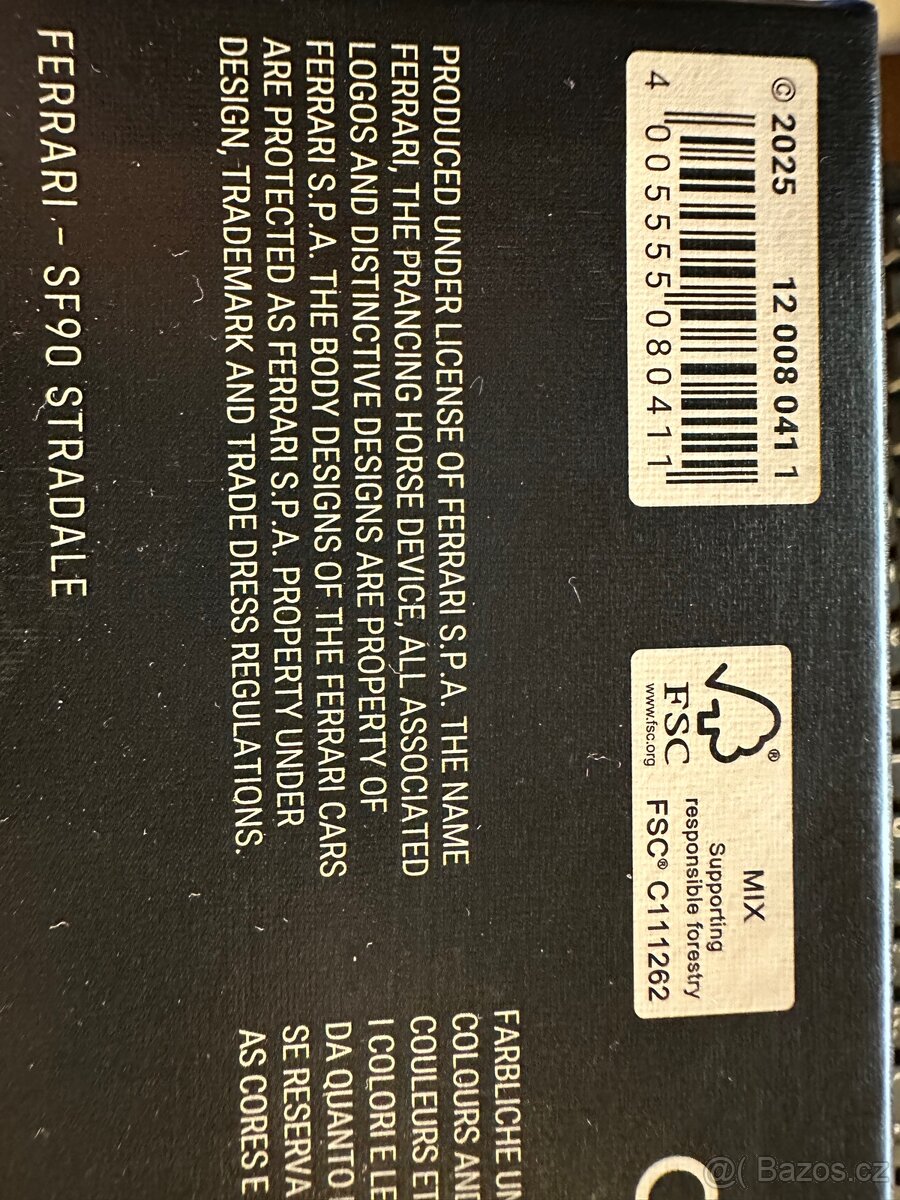 © 2025 12 008 041 1
4 005555 080411
FSC®
www.fsc.org
MIX
Supporting
responsible forestry
FSC® C111262
PRODUCED UNDER LICENSE OF FERRARI S.P.A. THE NAME
FERRARI, THE PRANCING HORSE DEVICE, ALL ASSOCIATED
LOGOS AND DISTINCTIVE DESIGNS ARE PROPERTY OF
FERRARI S.P.A. THE BODY DESIGNS OF THE FERRARI CARS
ARE PROTECTED AS FERRARI S.P.A. PROPERTY UNDER
DESIGN, TRADEMARK AND TRADE DRESS REGULATIONS.
FERRARI - SF90 STRADALE
FARBLICHE
COLOURS AND
COULEURS ET
I COLORI E LE
DA QUANTO
SE RESERVA
AS CORES E
@( Bazos.cz